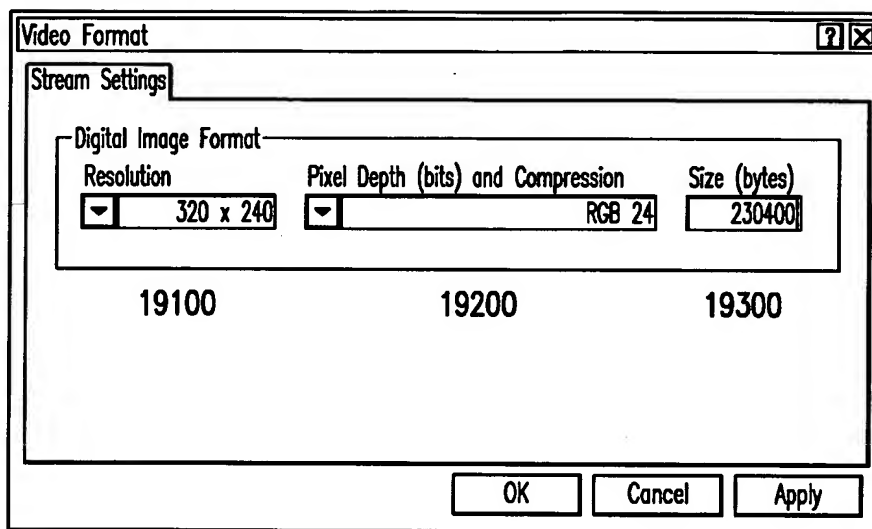 Video Format ? X
Stream Settings
Digital Image Format
Resolution Pixel Depth (bits) and Compression Size (bytes)
320 x 240 RGB 24 230400
19100 19200 19300
OK Cancel Apply